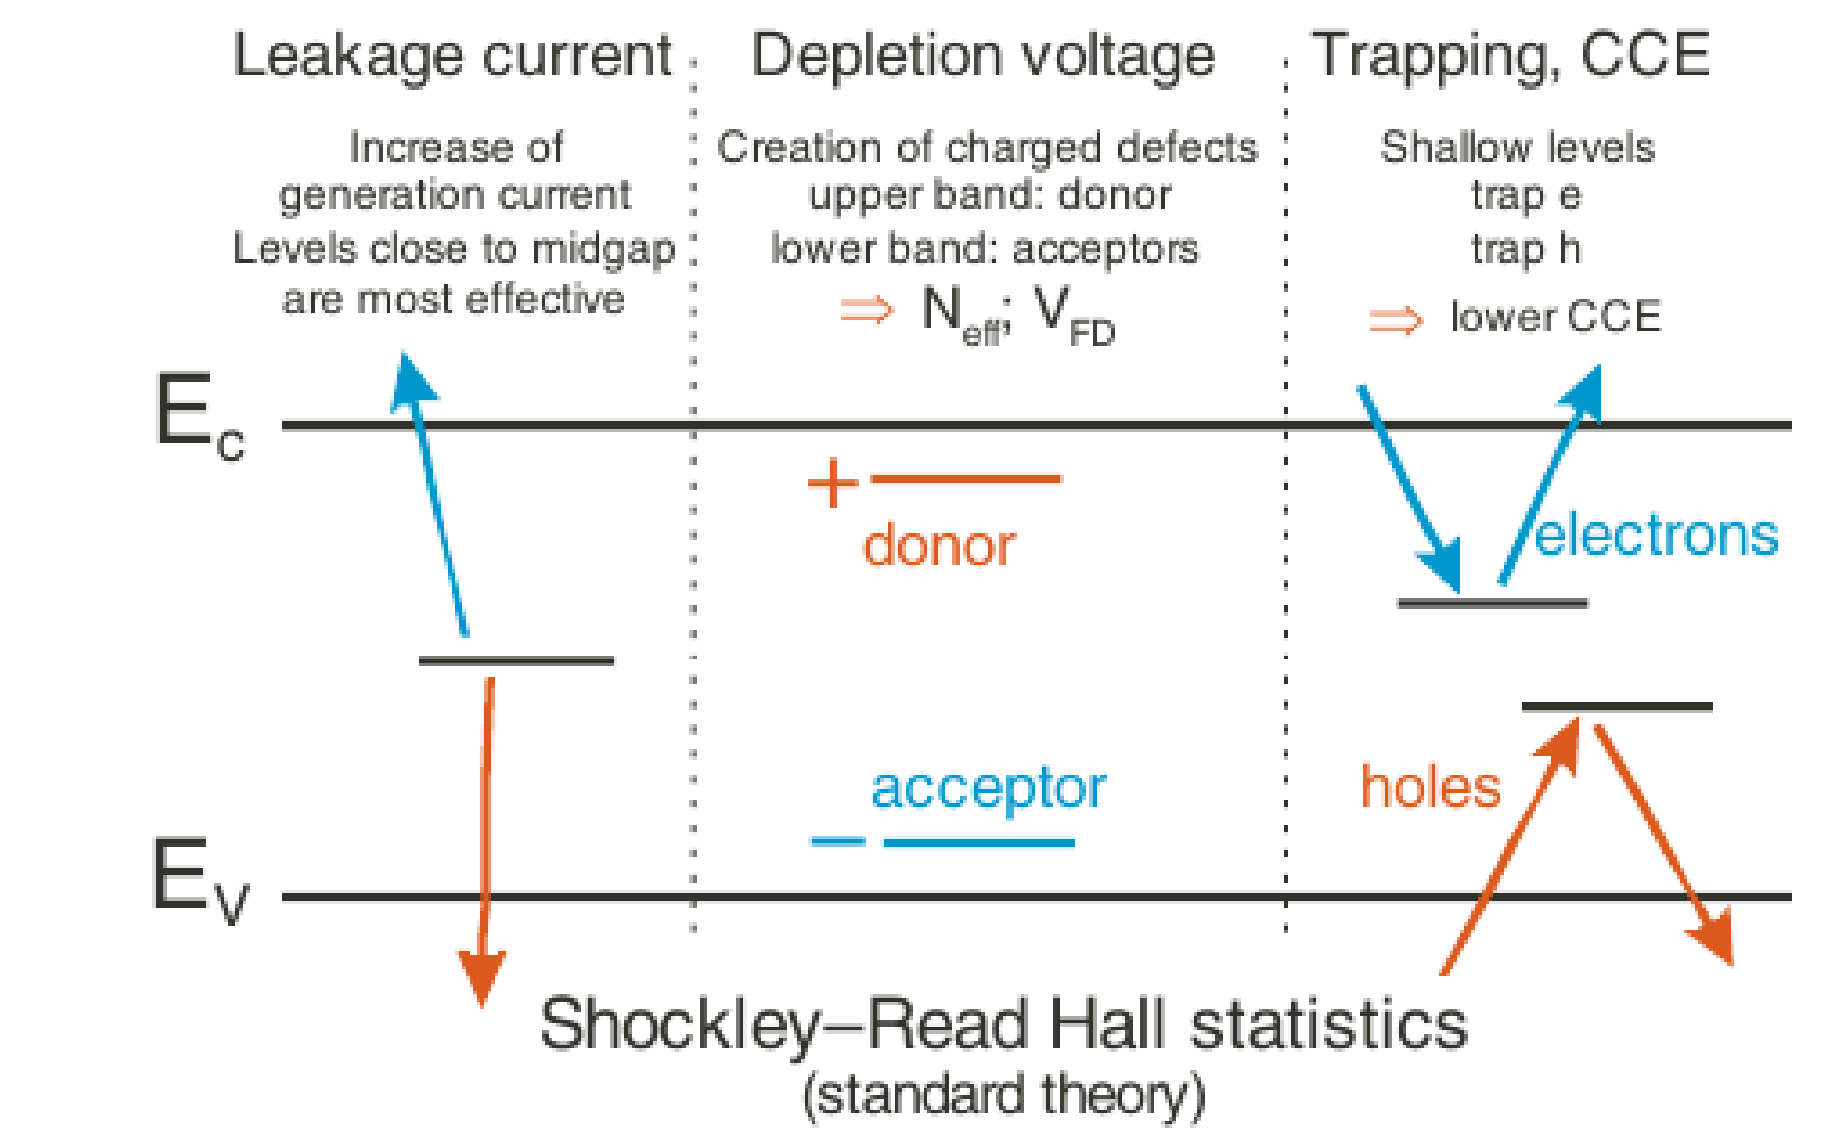 Leakage current
Increase of
generation current
Levels close to midgap
are most effective
Depletion voltage
Creation of charged defects
upper band: donor
lower band: acceptors
⇒ N_eff; V_FD
Trapping, CCE
Shallow levels
trap e
trap h
⇒ lower CCE
E_c
+
donor
electrons
acceptor
−
holes
E_V
Shockley–Read Hall statistics
(standard theory)